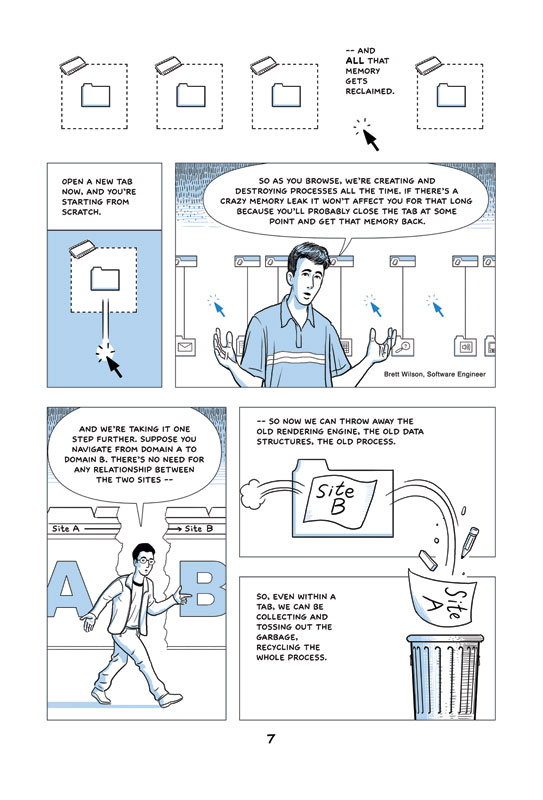 -- AND
ALL THAT
MEMORY
GETS
RECLAIMED.
OPEN A NEW TAB
NOW, AND YOU'RE
STARTING FROM
SCRATCH.
SO AS YOU BROWSE, WE'RE CREATING AND
DESTROYING PROCESSES ALL THE TIME. IF THERE'S A
CRAZY MEMORY LEAK IT WON'T AFFECT YOU FOR THAT LONG
BECAUSE YOU'LL PROBABLY CLOSE THE TAB AT SOME
POINT AND GET THAT MEMORY BACK.
Brett Wilson, Software Engineer
AND WE'RE TAKING IT ONE
STEP FURTHER. SUPPOSE YOU
NAVIGATE FROM DOMAIN A TO
DOMAIN B. THERE'S NO NEED FOR
ANY RELATIONSHIP BETWEEN
THE TWO SITES --
Site A
Site B
A
B
-- SO NOW WE CAN THROW AWAY THE
OLD RENDERING ENGINE, THE OLD DATA
STRUCTURES, THE OLD PROCESS.
Site
B
Site
A
SO, EVEN WITHIN A
TAB, WE CAN BE
COLLECTING AND
TOSSING OUT THE
GARBAGE,
RECYCLING THE
WHOLE PROCESS.
7